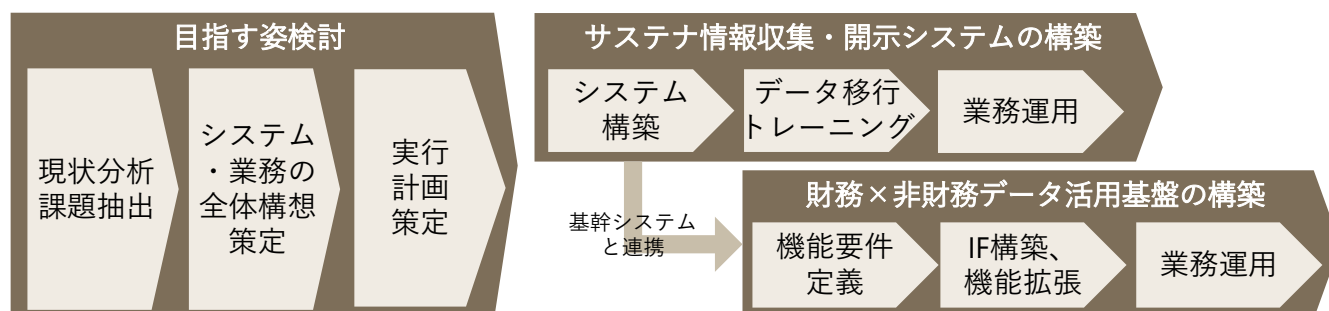 目指す姿検討
現状分析
課題抽出
システム
・業務の
全体構想
策定
実行
計画
策定
サステナ情報収集・開示システムの構築
システム
構築
データ移行
トレーニング
業務運用
基幹システム
と連携
財務×非財務データ活用基盤の構築
機能要件
定義
IF構築、
機能拡張
業務運用